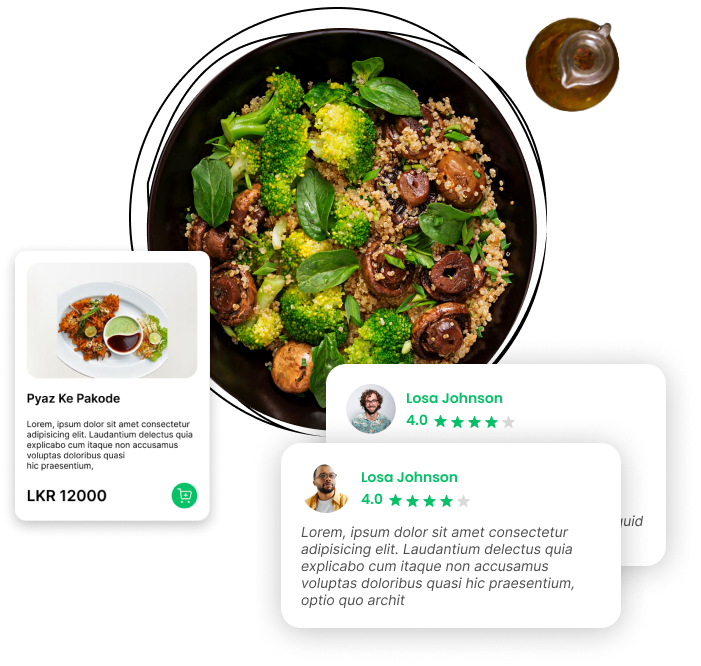 Pyaz Ke Pakode
Lorem, ipsum dolor sit amet consectetur
adipisicing elit. Laudantium delectus quia
explicabo cum itaque non accusamus
voluptas doloribus quasi
hic praesentium,
LKR 12000
Losa Johnson
4.0
quid
Losa Johnson
4.0
Lorem, ipsum dolor sit amet consectetur
adipisicing elit. Laudantium delectus quia
explicabo cum itaque non accusamus
voluptas doloribus quasi hic praesentium,
optio quo archit